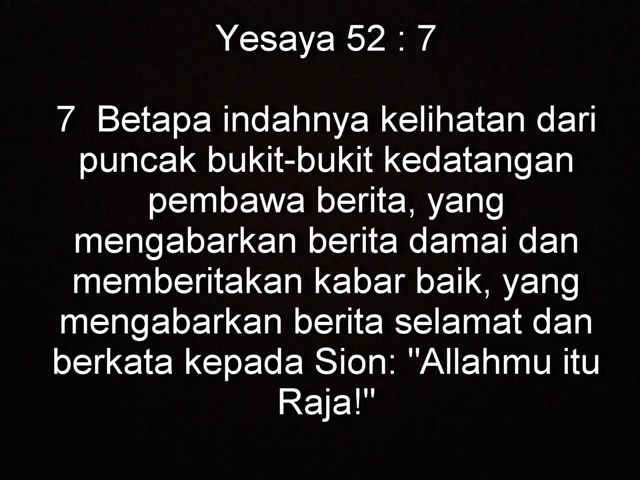 Yesaya 52 : 7
7  Betapa indahnya kelihatan dari
puncak bukit-bukit kedatangan
pembawa berita, yang
mengabarkan berita damai dan
memberitakan kabar baik, yang
mengabarkan berita selamat dan
berkata kepada Sion: "Allahmu itu
Raja!"